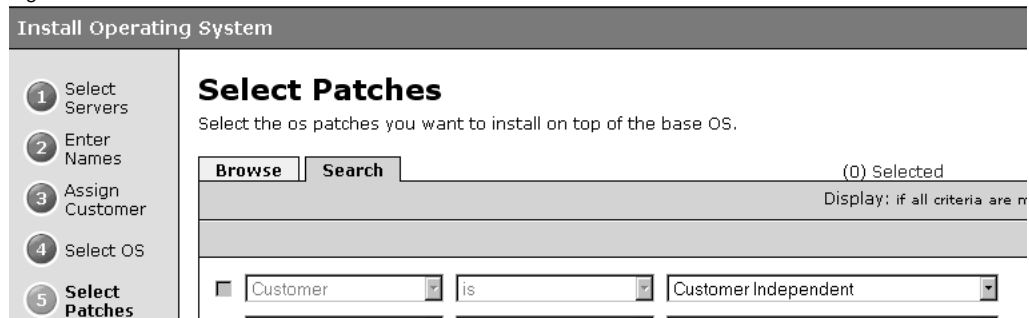 Install Operating System
1 Select Servers
2 Enter Names
3 Assign Customer
4 Select OS
5 Select Patches
Select Patches
Select the os patches you want to install on top of the base OS.
Browse Search
(0) Selected
Display: if all criteria are
Customer is Customer Independent